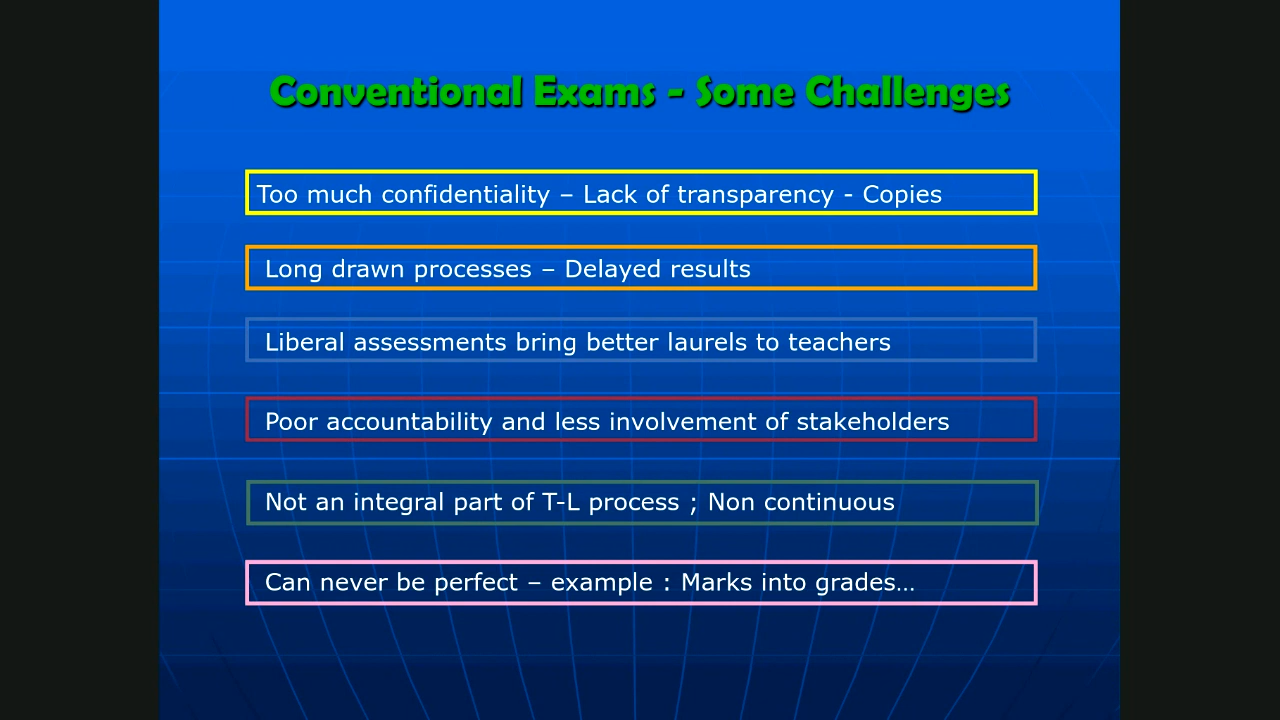 Conventional Exams - Some Challenges
Too much confidentiality – Lack of transparency - Copies
Long drawn processes – Delayed results
Liberal assessments bring better laurels to teachers
Poor accountability and less involvement of stakeholders
Not an integral part of T-L process ; Non continuous
Can never be perfect – example : Marks into grades…